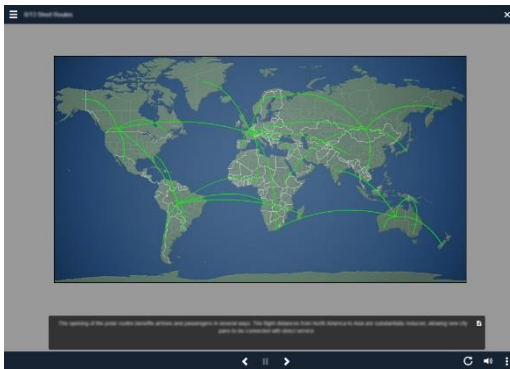 The opening of the polar routes benefits airlines and passengers in several ways. The flight distances from North America to Asia are substantially reduced, allowing new city
pairs to be connected with direct service.